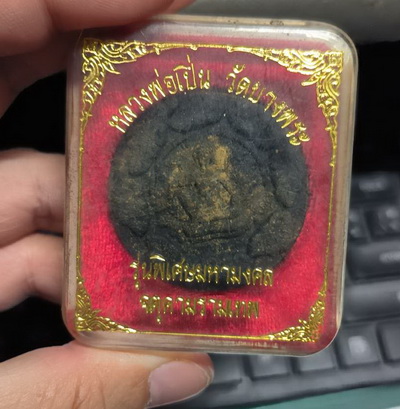 หลวงพ่อเปิ่น วัดบางพระ
รุ่นพิเศษมหามงคล
จตุคามรามเทพ